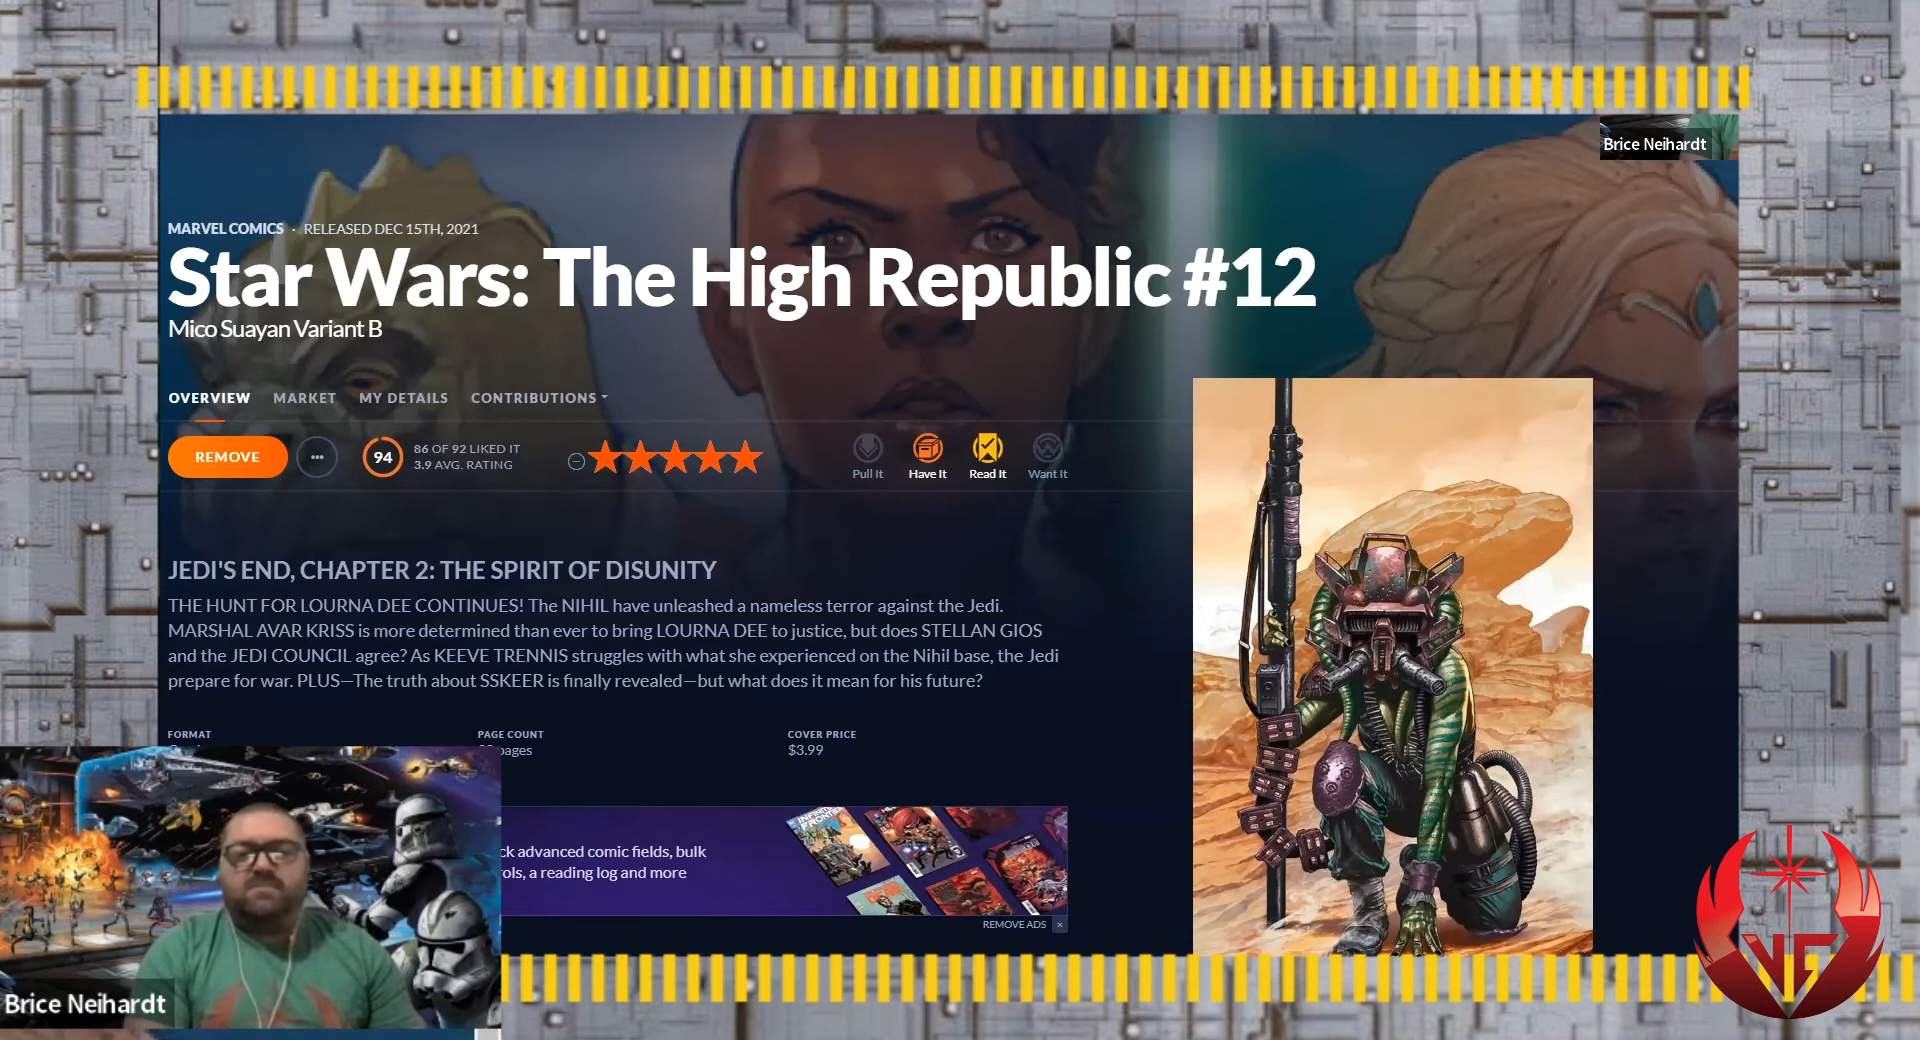 Brice Neihardt
MARVEL COMICS · RELEASED DEC 15TH, 2021
Star Wars: The High Republic #12
Mico Suayan Variant B
OVERVIEW MARKET MY DETAILS CONTRIBUTIONS
REMOVE ••• 94 86 OF 92 LIKED IT
3.9 AVG. RATING
Pull It Have It Read It Want It
JEDI'S END, CHAPTER 2: THE SPIRIT OF DISUNITY
THE HUNT FOR LOURNA DEE CONTINUES! The NIHIL have unleashed a nameless terror against the Jedi.
MARSHAL AVAR KRISS is more determined than ever to bring LOURNA DEE to justice, but does STELLAN GIOS
and the JEDI COUNCIL agree? As KEEVE TRENNIS struggles with what she experienced on the Nihil base, the Jedi
prepare for war. PLUS—The truth about SSKEER is finally revealed—but what does it mean for his future?
FORMAT PAGE COUNT COVER PRICE
pages $3.99
ck advanced comic fields, bulk
rols, a reading log and more
INFINITE
FRONTIER
REMOVE ADS ×
Brice Neihardt